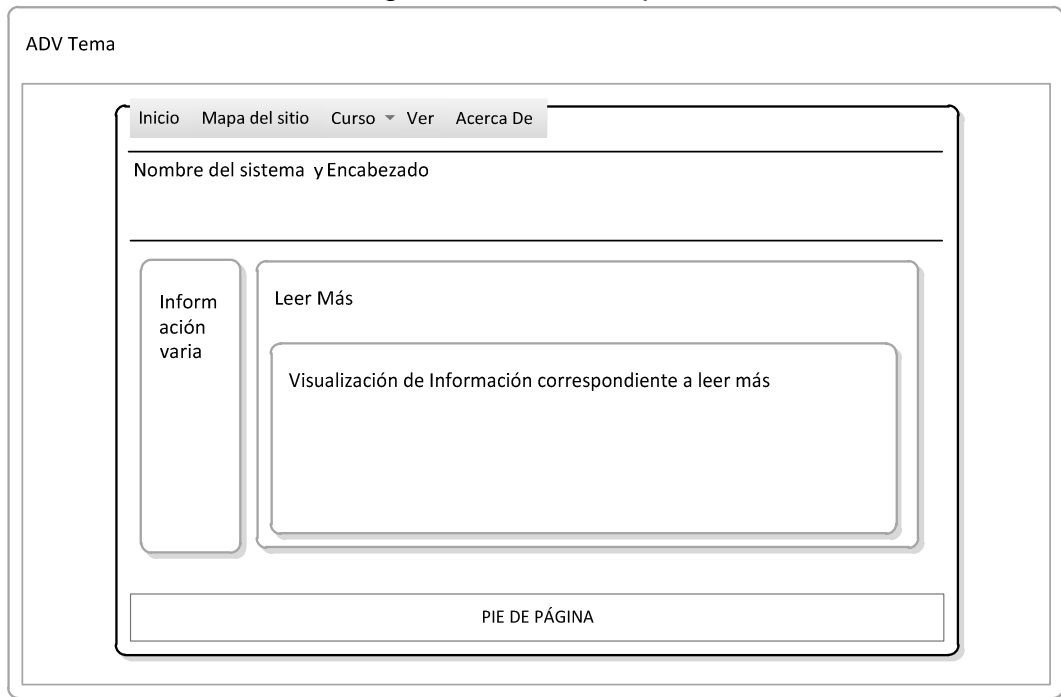 ADV Tema
Inicio Mapa del sitio Curso Ver Acerca De
Nombre del sistema y Encabezado
Inform
ación
varia
Leer Más
Visualización de Información correspondiente a leer más
PIE DE PÁGINA